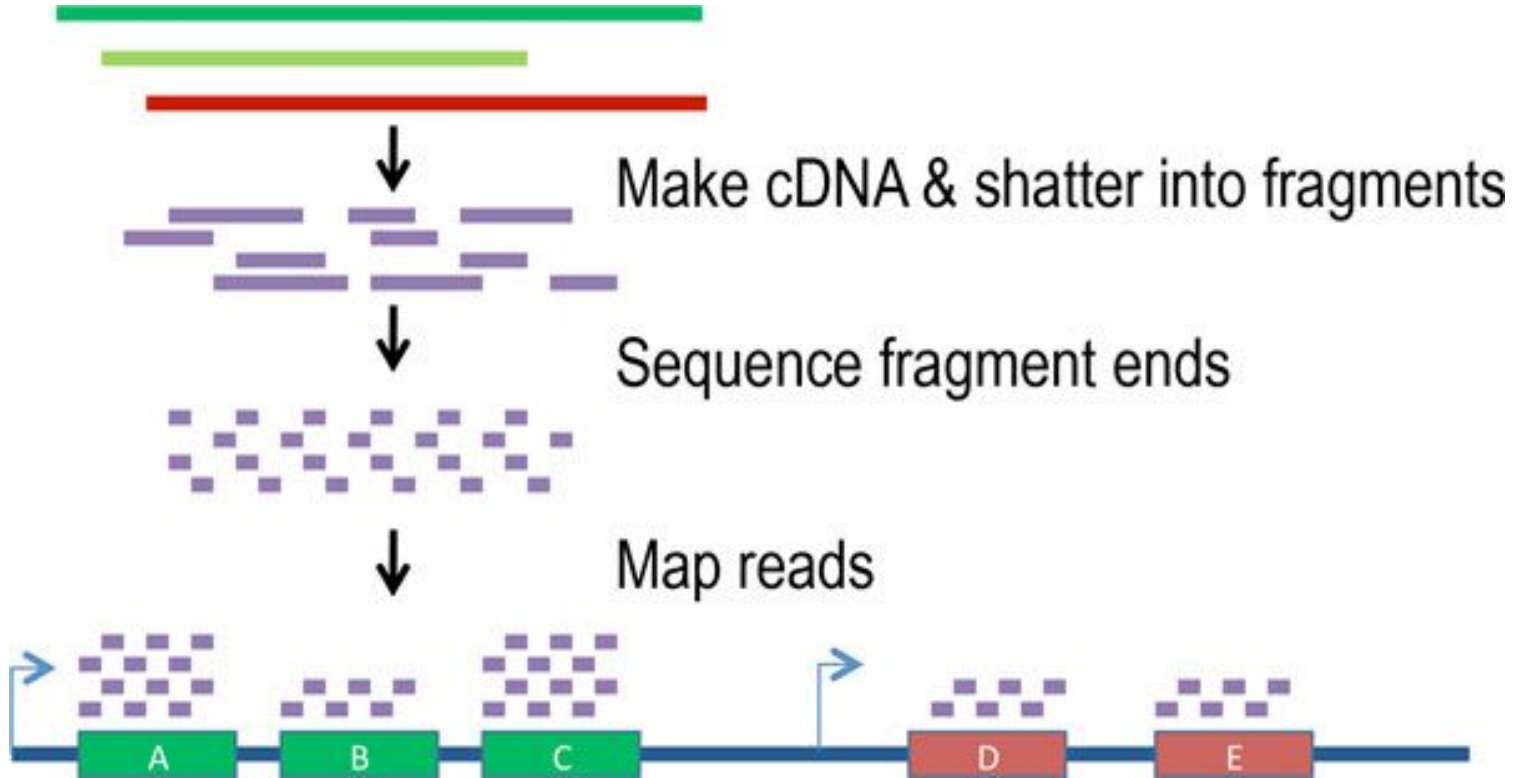 Make cDNA & shatter into fragments
Sequence fragment ends
Map reads
A B C D E